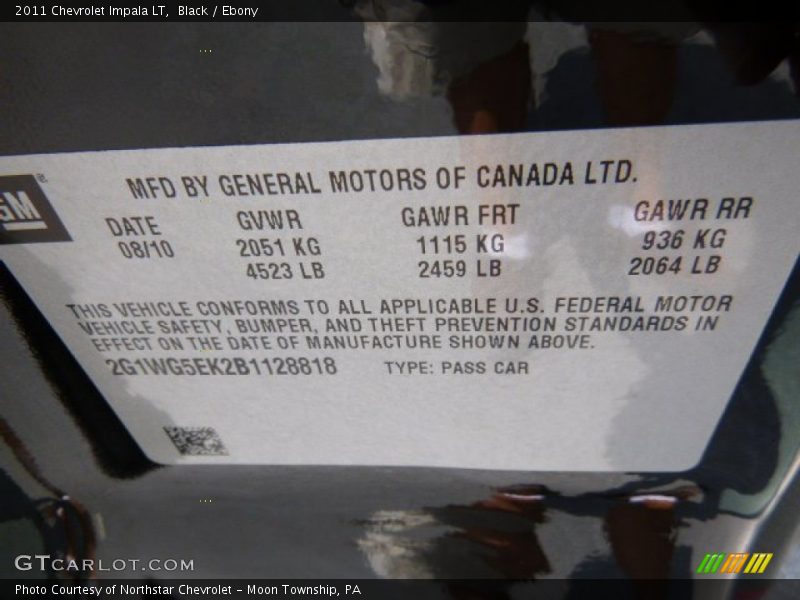 2011 Chevrolet Impala LT, Black / Ebony
MFD BY GENERAL MOTORS OF CANADA LTD.
GM
DATE GVWR GAWR FRT GAWR RR
08/10 2051 KG 1115 KG 936 KG
4523 LB 2459 LB 2064 LB
THIS VEHICLE CONFORMS TO ALL APPLICABLE U.S. FEDERAL MOTOR
VEHICLE SAFETY, BUMPER, AND THEFT PREVENTION STANDARDS IN
EFFECT ON THE DATE OF MANUFACTURE SHOWN ABOVE.
2G1WG5EK2B1128818 TYPE: PASS CAR
GTCARLOT.COM
Photo Courtesy of Northstar Chevrolet - Moon Township, PA